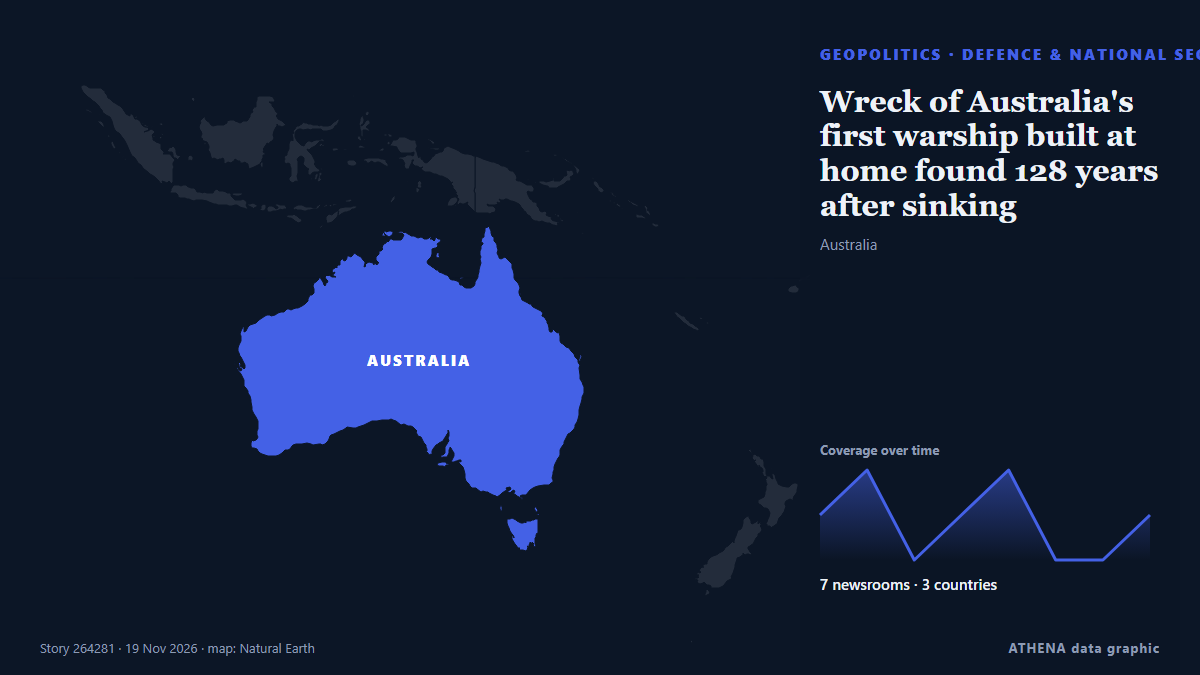 GEOPOLITICS · DEFENCE & NATIONAL
Wreck of Australia's
first warship built at
home found 128 years
after sinking
Australia
AUSTRALIA
Coverage over time
7 newsrooms · 3 countries
Story 264281 · 19 Nov 2026 · map: Natural Earth
ATHENA data graphic